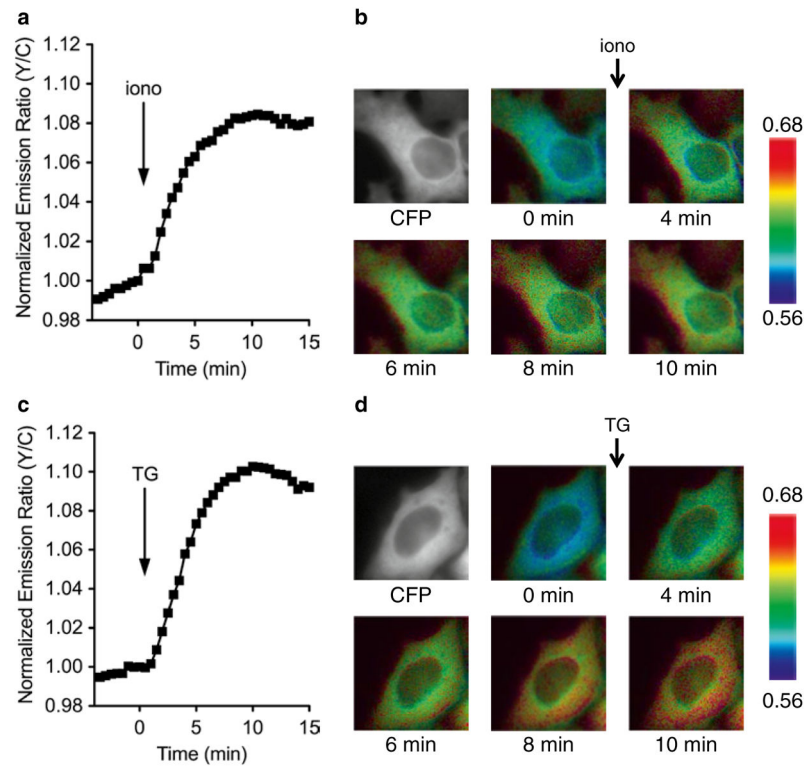 a
Normalized Emission Ratio (Y/C)
1.12
1.10
1.08
1.06
1.04
1.02
1.00
0.98
iono
0 5 10 15
Time (min)
b
iono
CFP 0 min 4 min
6 min 8 min 10 min
0.68
0.56
c
Normalized Emission Ratio (Y/C)
1.12
1.10
1.08
1.06
1.04
1.02
1.00
0.98
TG
0 5 10 15
Time (min)
d
TG
CFP 0 min 4 min
6 min 8 min 10 min
0.68
0.56